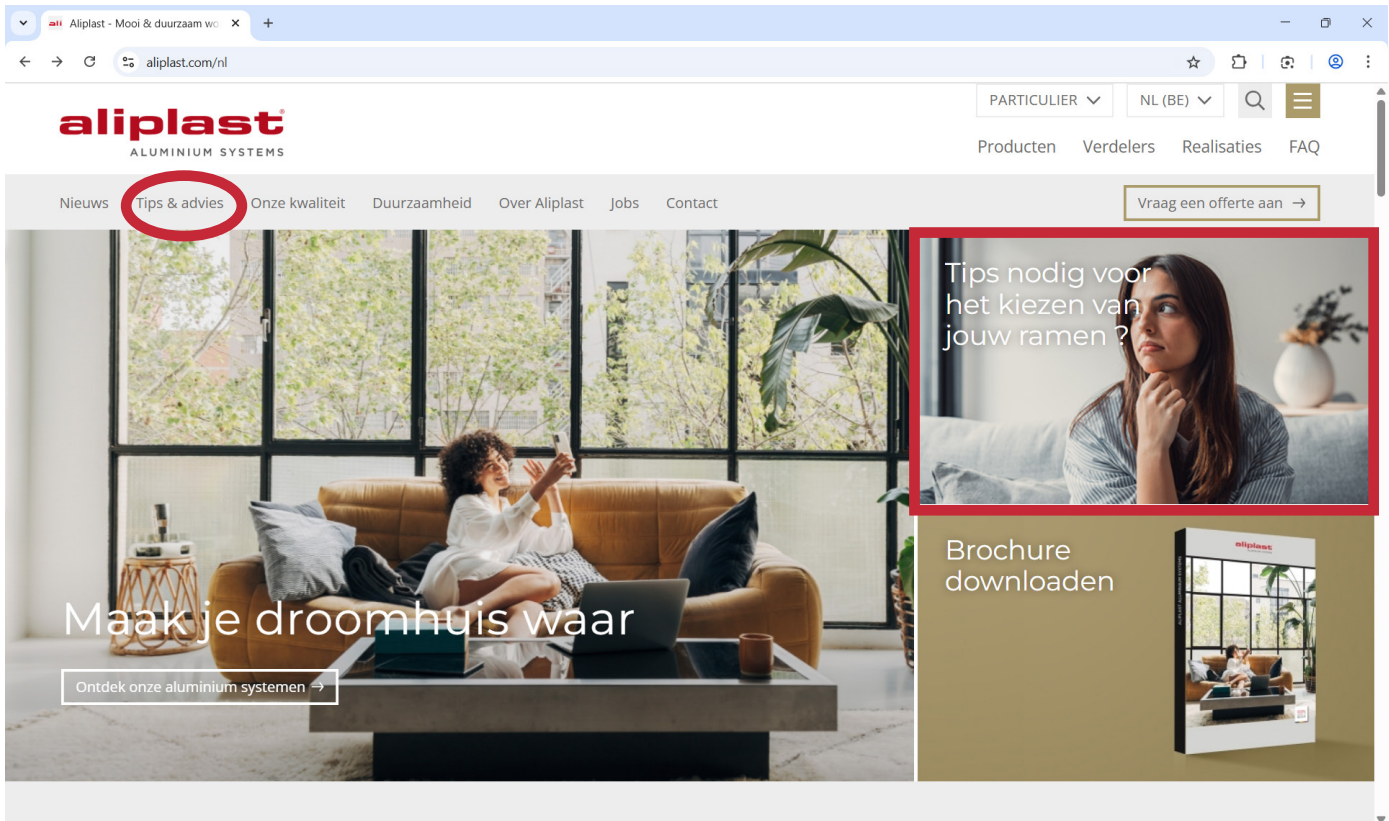 Aliplast - Mooi & duurzaam wo
aliplast.com/nl
PARTICULIER
NL (BE)
aliplast®
ALUMINIUM SYSTEMS
Producten Verdelers Realisaties FAQ
Nieuws Tips & advies Onze kwaliteit Duurzaamheid Over Aliplast Jobs Contact
Vraag een offerte aan →
Maak je droomhuis waar
Ontdek onze aluminium systemen →
Tips nodig voor
het kiezen van
jouw ramen ?
Brochure
downloaden
aliplast